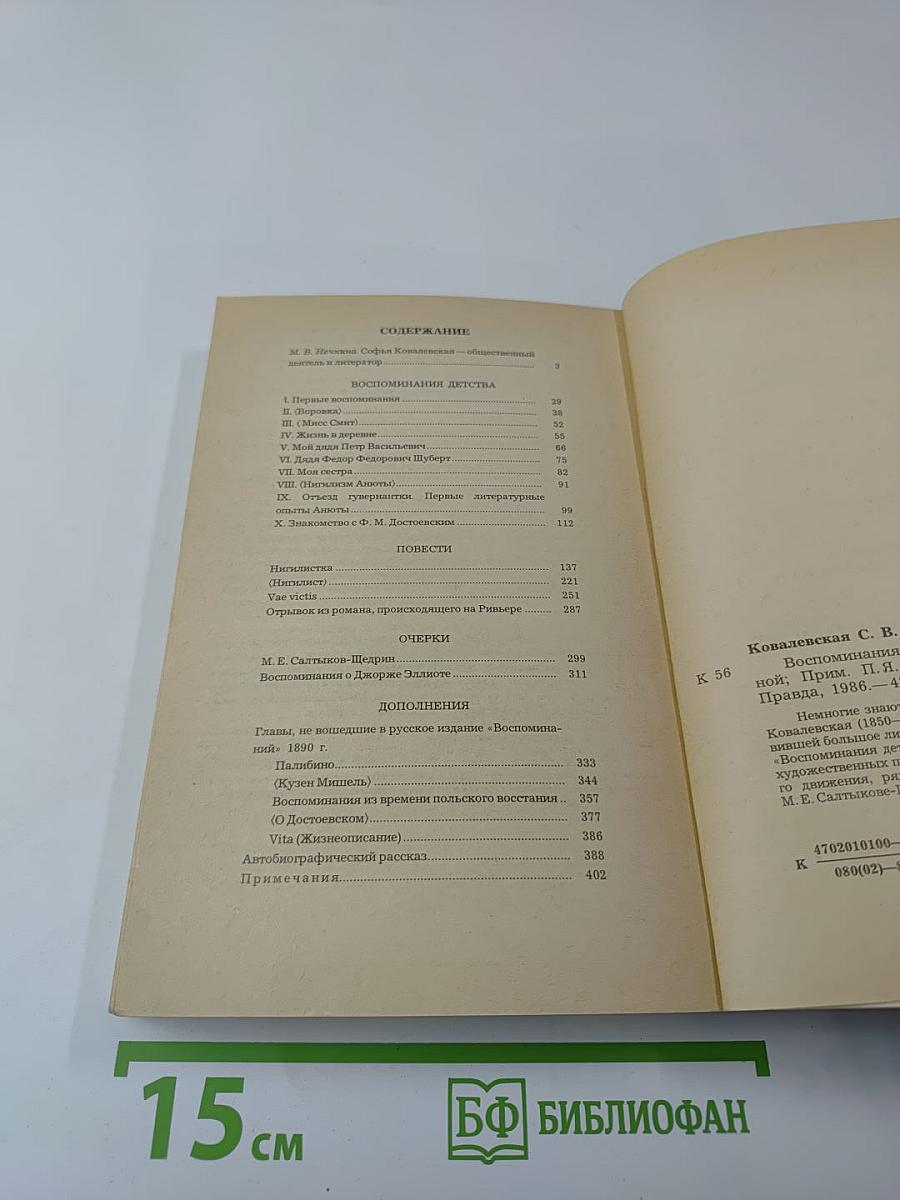 СОДЕРЖАНИЕ
М. В. Нечкина. Софья Ковалевская — общественный
деятель и литератор 3
ВОСПОМИНАНИЯ ДЕТСТВА
I. Первые воспоминания 29
II. ⟨Воровка⟩ 38
III. ⟨Мисс Смит⟩ 52
IV. Жизнь в деревне 55
V. Мой дядя Петр Васильевич 66
VI. Дядя Федор Федорович Шуберт 75
VII. Моя сестра 82
VIII. ⟨Нигилизм Анюты⟩ 91
IX. Отъезд гувернантки. Первые литературные
опыты Анюты 99
X. Знакомство с Ф. М. Достоевским 112
ПОВЕСТИ
Нигилистка 137
⟨Нигилист⟩ 221
Vae victis 251
Отрывок из романа, происходящего на Ривьере 287
ОЧЕРКИ
М. Е. Салтыков-Щедрин 299
Воспоминания о Джорже Эллиоте 311
ДОПОЛНЕНИЯ
Главы, не вошедшие в русское издание «Воспомина-
ний» 1890 г.
Палибино 333
⟨Кузен Мишель⟩ 344
Воспоминания из времени польского восстания 357
⟨О Достоевском⟩ 377
Vita (Жизнеописание) 386
Автобиографический рассказ 388
Примечания 402
Ковалевская С. В.
К 56
Воспоминания
ной; Прим. П. Я.
Правда, 1986.— 4
Немногие знают
Ковалевская (1850—
вившей большое ли
«Воспоминания дет
художественных п
го движения, ря
М. Е. Салтыкове-
К 4702010100—
080(02)—8
15 см
БФ БИБЛИОФАН